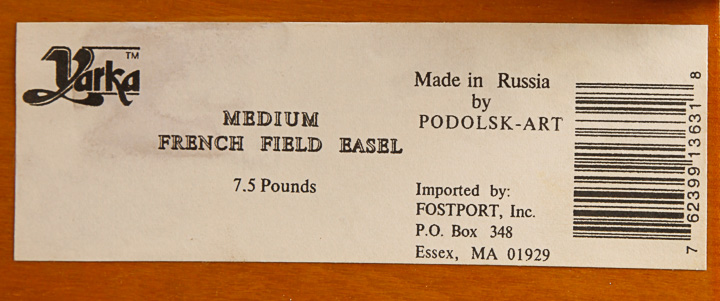 Yarka™
MEDIUM
FRENCH FIELD EASEL
7.5 Pounds
Made in Russia
by
PODOLSK-ART
Imported by:
FOSTPORT, Inc.
P.O. Box 348
Essex, MA 01929
7 62399 13631 8